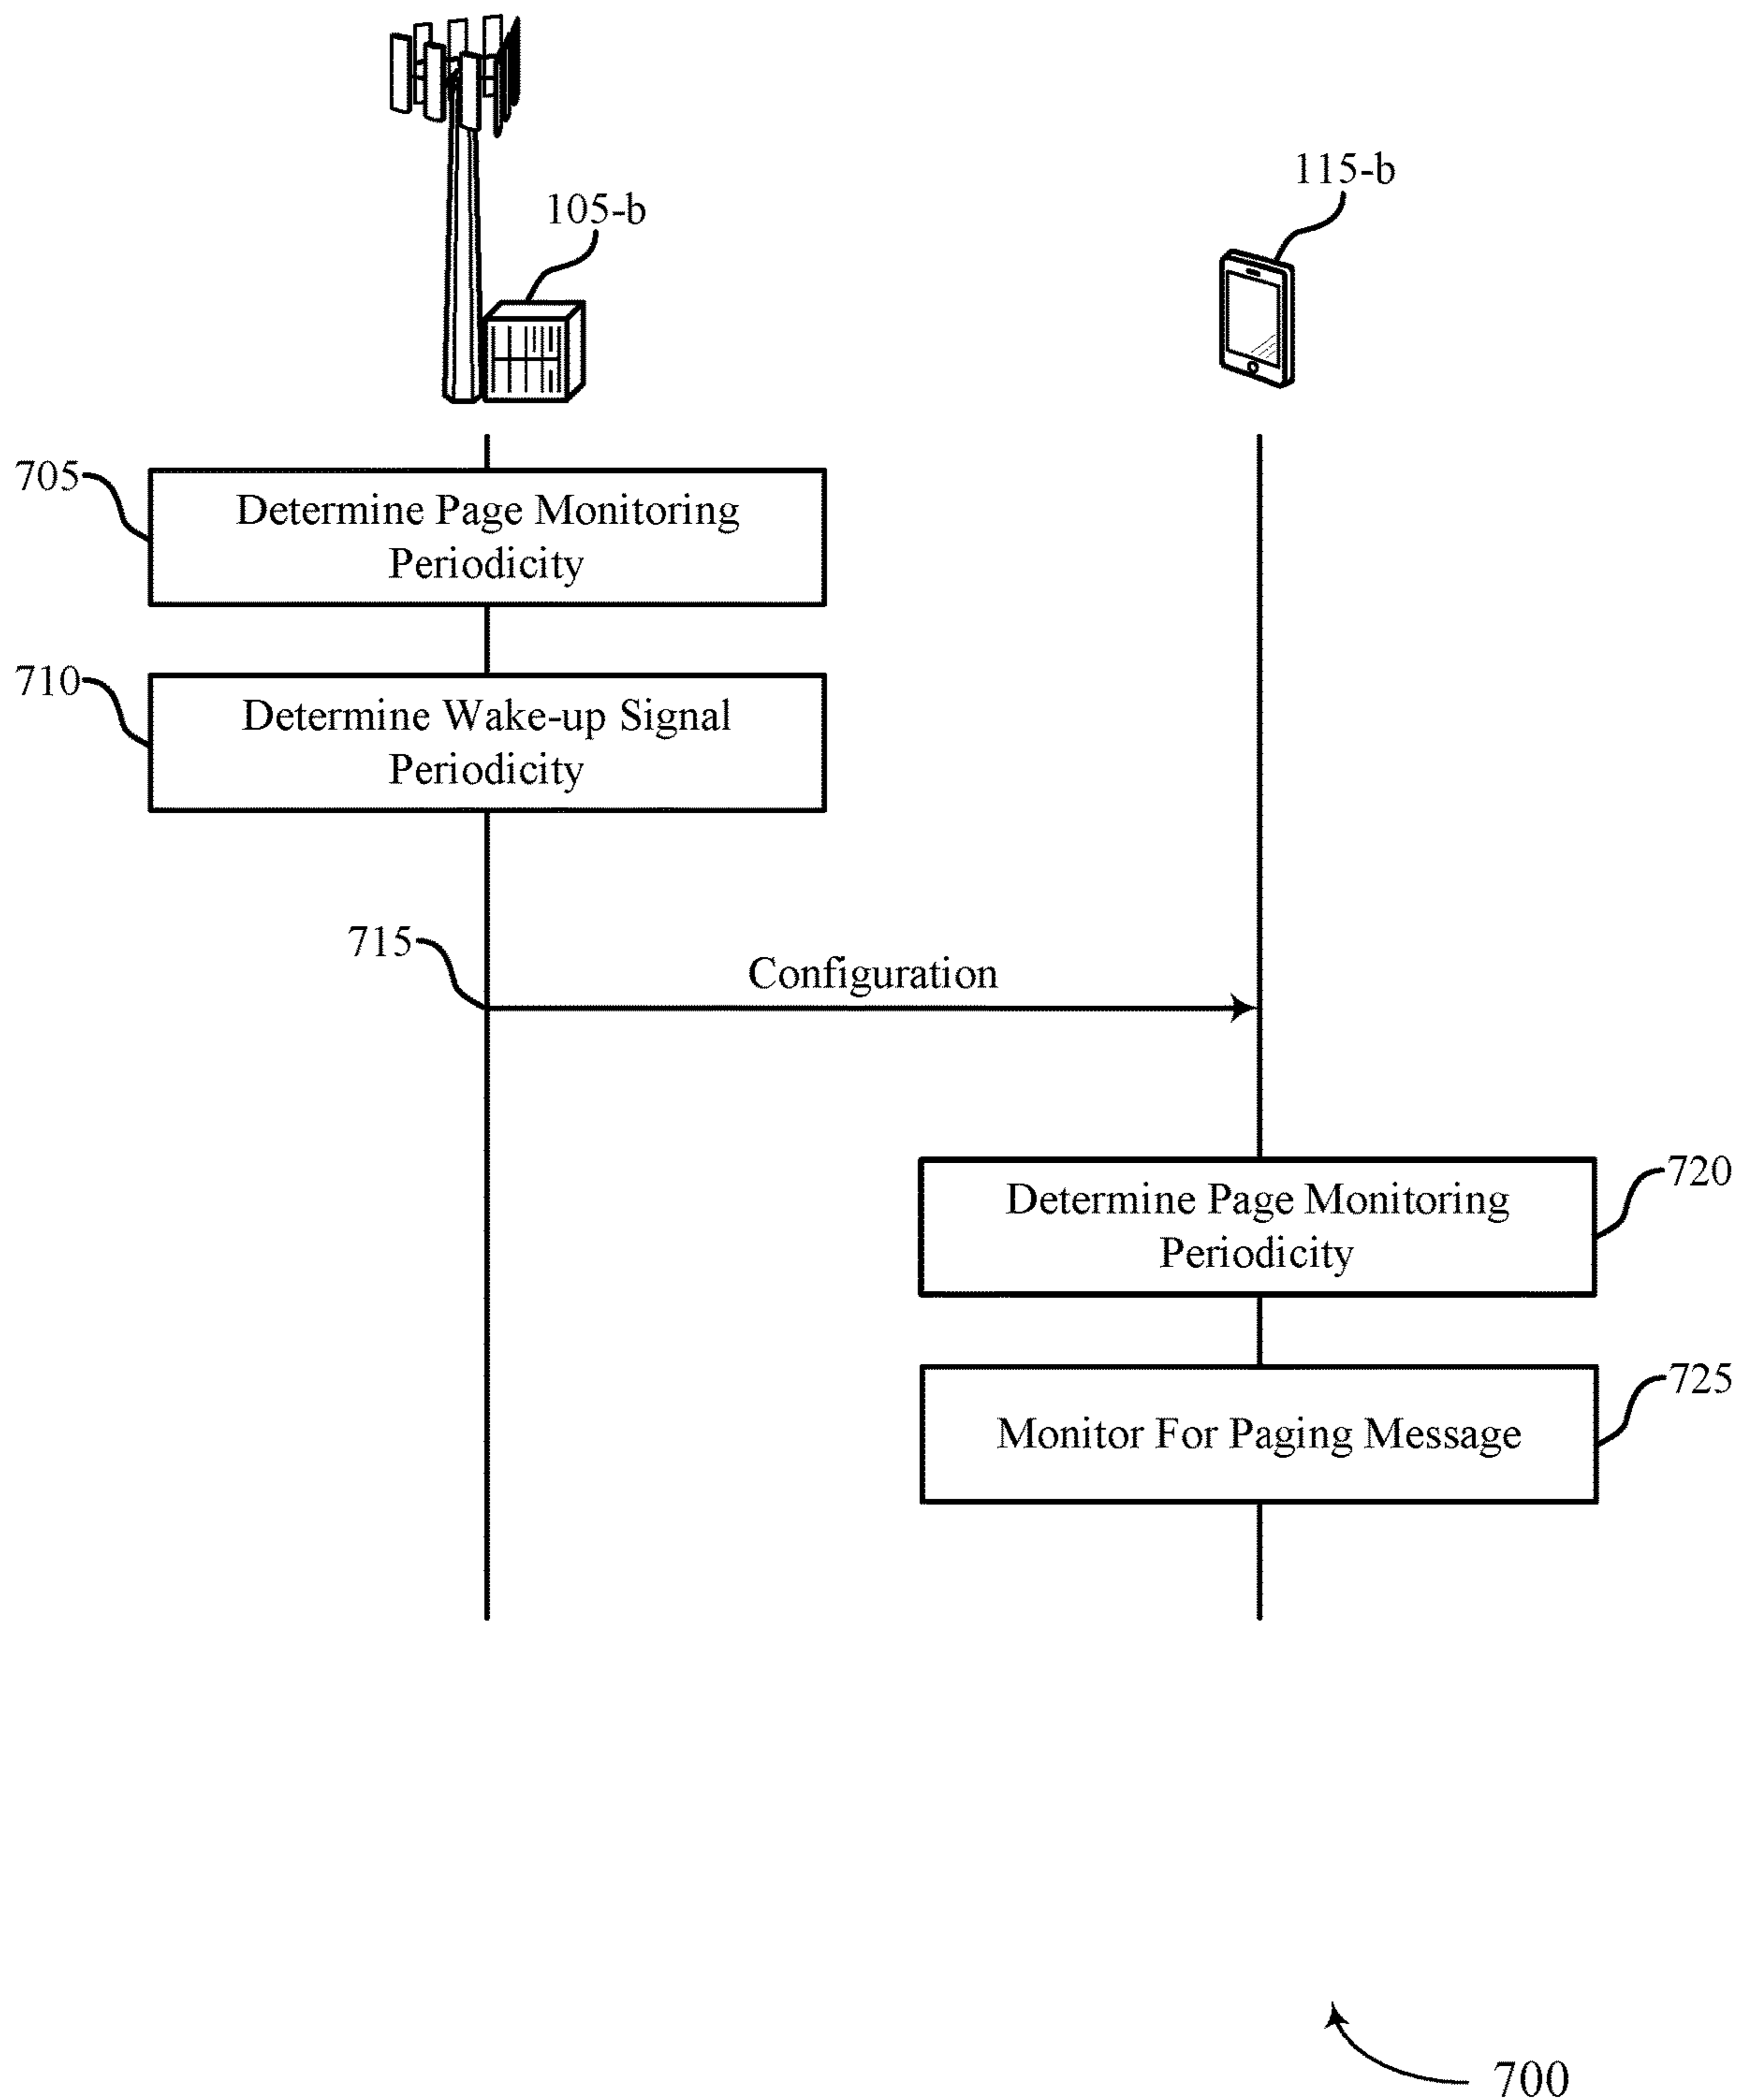 115-b
105-b
705
Determine Page Monitoring
Periodicity
710
Determine Wake-up Signal
Periodicity
715
Configuration
720
Determine Page Monitoring
Periodicity
725
Monitor For Paging Message
700